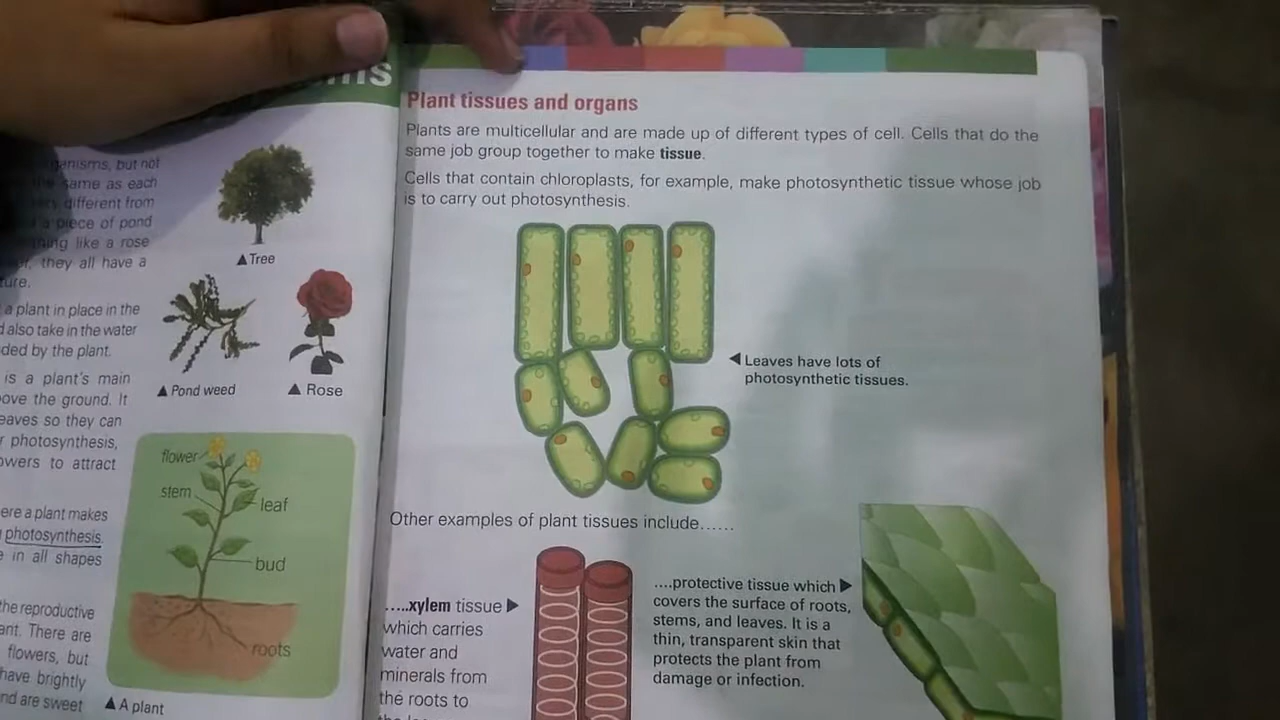 ganisms, but not
the same as each
different from
a piece of pond
like a rose
they all have a
a plant in place in the
also take in the water
ded by the plant.
is a plant's main
ove the ground. It
eaves so they can
photosynthesis,
wers to attract
ere a plant makes
photosynthesis.
in all shapes
the reproductive
ant. There are
flowers, but
have brightly
nd are sweet
▲Tree
▲ Pond weed
▲ Rose
flower
stem
leaf
bud
roots
▲ A plant
Plant tissues and organs
Plants are multicellular and are made up of different types of cell. Cells that do the
same job group together to make tissue.
Cells that contain chloroplasts, for example, make photosynthetic tissue whose job
is to carry out photosynthesis.
◀ Leaves have lots of
photosynthetic tissues.
Other examples of plant tissues include......
.....xylem tissue ▶
which carries
water and
minerals from
the roots to
....protective tissue which ▶
covers the surface of roots,
stems, and leaves. It is a
thin, transparent skin that
protects the plant from
damage or infection.